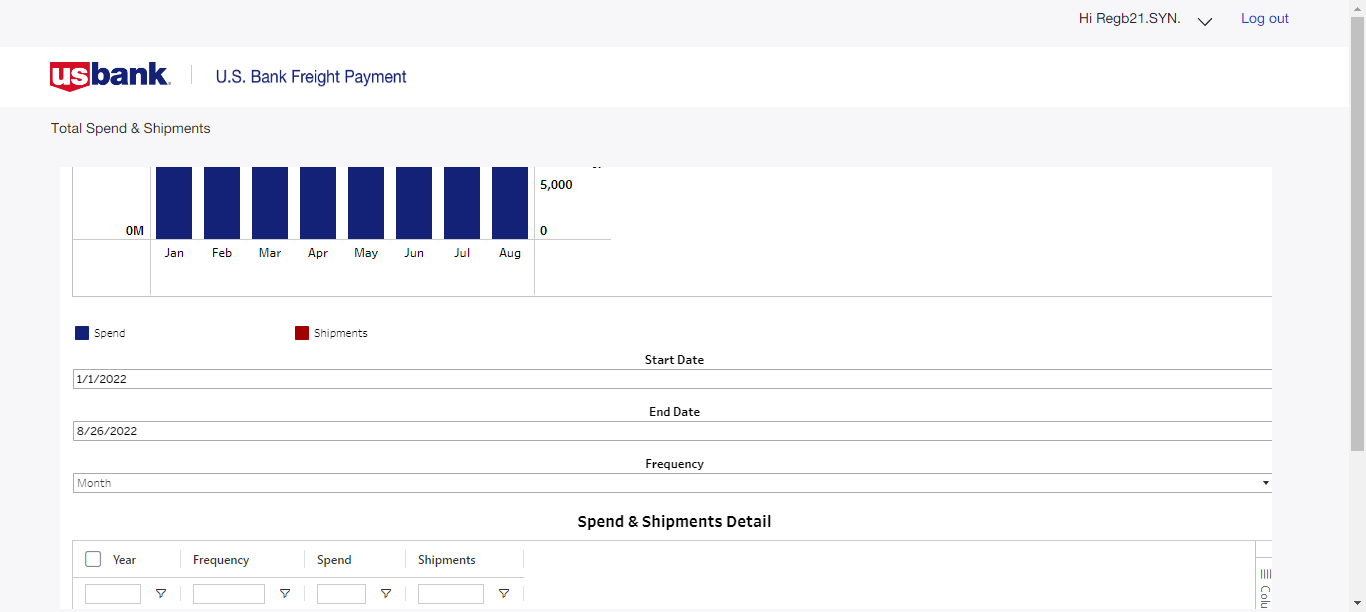 Hi Regb21.SYN.
Log out
usbank.
U.S. Bank Freight Payment
Total Spend & Shipments
5,000
0M
0
Jan Feb Mar Apr May Jun Jul Aug
Spend Shipments
Start Date
1/1/2022
End Date
8/26/2022
Frequency
Month
Spend & Shipments Detail
Year Frequency Spend Shipments